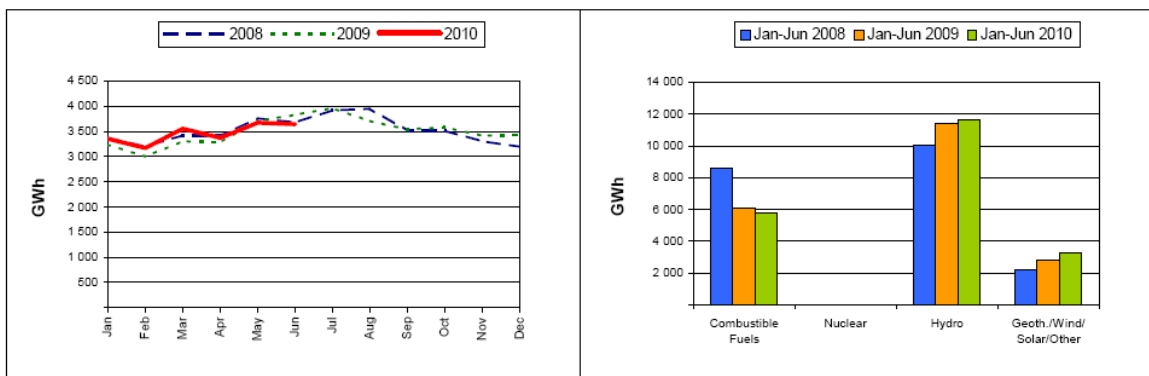 2008 2009 2010
4 500
4 000
3 500
3 000
2 500
2 000
1 500
1 000
500
GWh
Jan Feb Mar Apr May Jun Jul Aug Sep Oct Nov Dec
Jan-Jun 2008 Jan-Jun 2009 Jan-Jun 2010
14 000
12 000
10 000
8 000
6 000
4 000
2 000
GWh
Combustible
Fuels
Nuclear
Hydro
Geoth./Wind/
Solar/Other